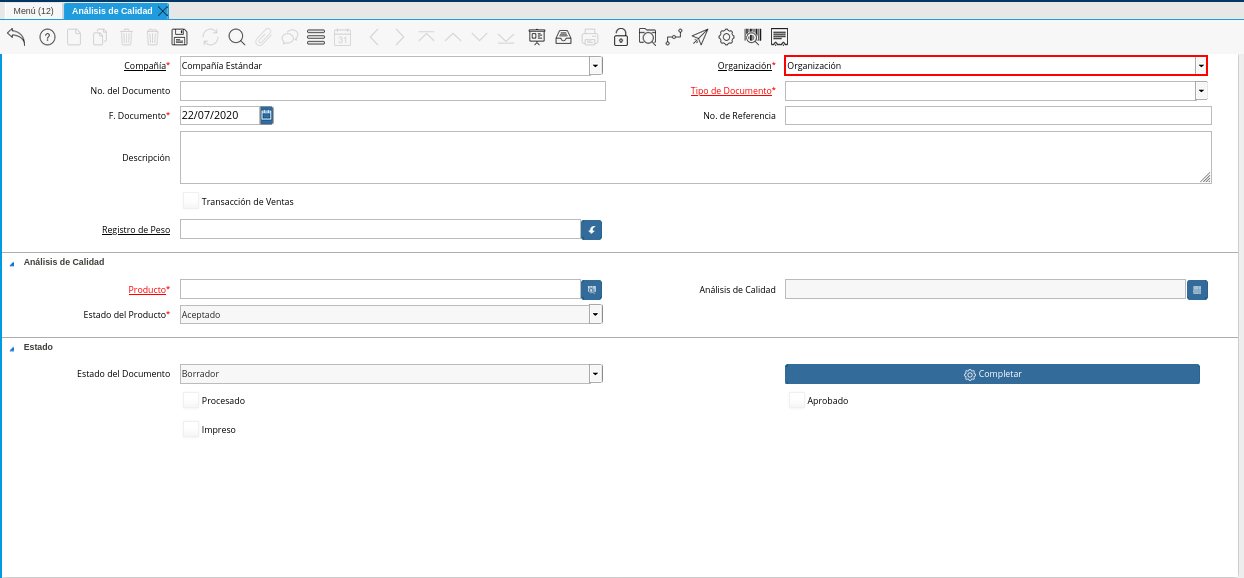 Menú (12) Análisis de Calidad
31
Compañía* Compañía Estándar Organización* Organización
No. del Documento Tipo de Documento*
F. Documento* 22/07/2020 No. de Referencia
Descripción
Transacción de Ventas
Registro de Peso
Análisis de Calidad
Producto* Análisis de Calidad
Estado del Producto* Aceptado
Estado
Estado del Documento Borrador Completar
Procesado Aprobado
Impreso